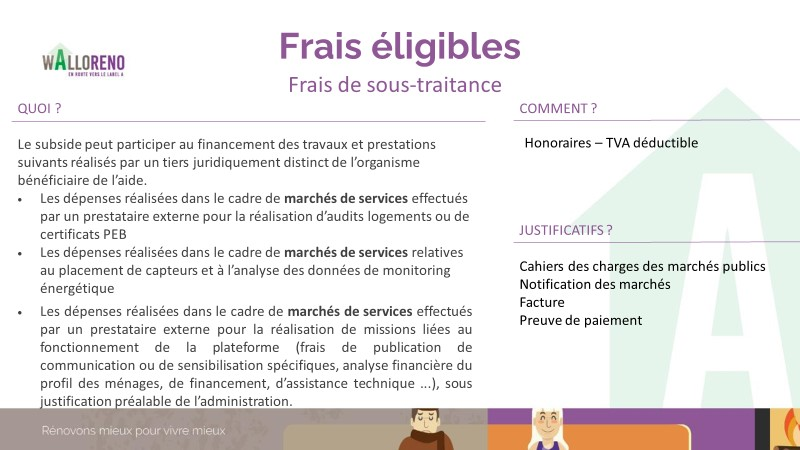 Frais éligibles
WALLORENO
EN ROUTE VERS LE LABEL A
Frais de sous-traitance
QUOI ?
Le subside peut participer au financement des travaux et prestations
suivants réalisés par un tiers juridiquement distinct de l’organisme
bénéficiaire de l’aide.
• Les dépenses réalisées dans le cadre de marchés de services effectués
par un prestataire externe pour la réalisation d’audits logements ou de
certificats PEB
• Les dépenses réalisées dans le cadre de marchés de services relatives
au placement de capteurs et à l’analyse des données de monitoring
énergétique
• Les dépenses réalisées dans le cadre de marchés de services effectués
par un prestataire externe pour la réalisation de missions liées au
fonctionnement de la plateforme (frais de publication de
communication ou de sensibilisation spécifiques, analyse financière du
profil des ménages, de financement, d’assistance technique ...), sous
justification préalable de l’administration.
COMMENT ?
Honoraires – TVA déductible
JUSTIFICATIFS ?
Cahiers des charges des marchés publics
Notification des marchés
Facture
Preuve de paiement
Rénovons mieux pour vivre mieux